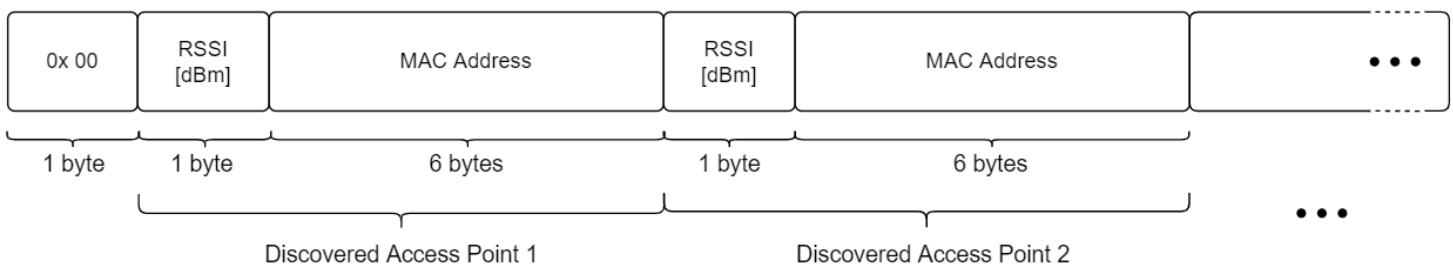 0x 00
RSSI
[dBm]
MAC Address
RSSI
[dBm]
MAC Address
•••
1 byte
1 byte
6 bytes
1 byte
6 bytes
•••
Discovered Access Point 1
Discovered Access Point 2